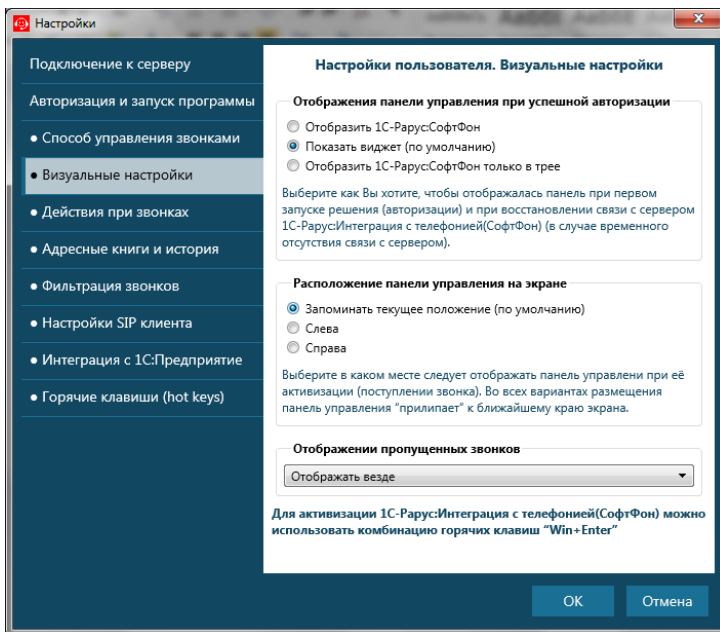 Настройки
Подключение к серверу
Авторизация и запуск программы
● Способ управления звонками
● Визуальные настройки
● Действия при звонках
● Адресные книги и история
● Фильтрация звонков
● Настройки SIP клиента
● Интеграция с 1С:Предприятие
● Горячие клавиши (hot keys)
Настройки пользователя. Визуальные настройки
Отображения панели управления при успешной авторизации
Отобразить 1С-Рарус:СофтФон
Показать виджет (по умолчанию)
Отобразить 1С-Рарус:СофтФон только в трее
Выберите как Вы хотите, чтобы отображалась панель при первом
запуске решения (авторизации) и при восстановлении связи с сервером
1С-Рарус:Интеграция с телефонией(СофтФон) (в случае временного
отсутствия связи с сервером).
Расположение панели управления на экране
Запоминать текущее положение (по умолчанию)
Слева
Справа
Выберите в каком месте следует отображать панель управлени при её
активизации (поступлении звонка). Во всех вариантах размещения
панель управления “прилипает” к ближайшему краю экрана.
Отображении пропущенных звонков
Отображать везде
Для активизации 1С-Рарус:Интеграция с телефонией(СофтФон) можно
использовать комбинацию горячих клавиш “Win+Enter”
OK
Отмена